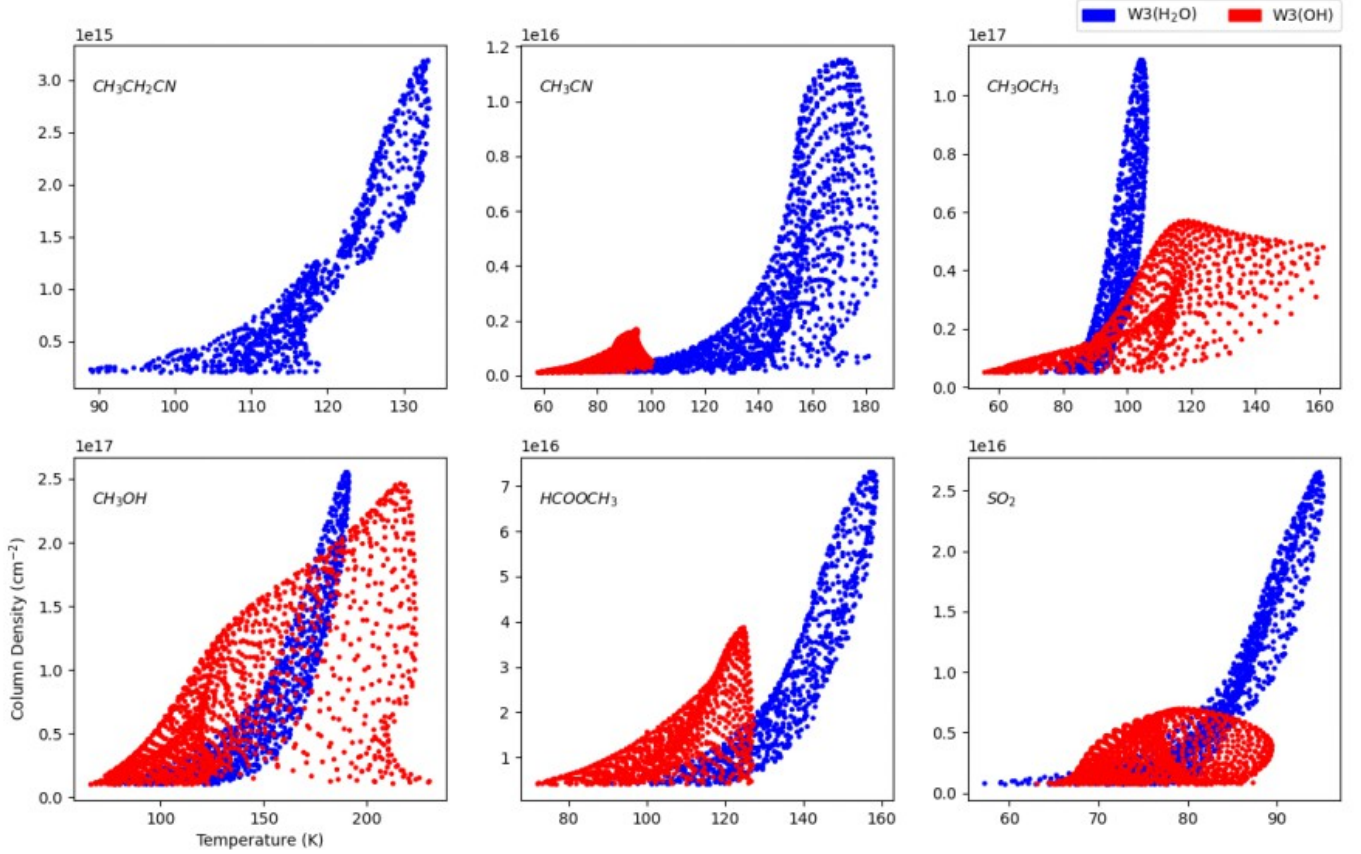 W3(H₂O) W3(OH)
1e15 1e16 1e17
CH₃CH₂CN
3.0
2.5
2.0
1.5
1.0
0.5
90 100 110 120 130
CH₃CN
1.2
1.0
0.8
0.6
0.4
0.2
0.0
60 80 100 120 140 160 180
CH₃OCH₃
1.0
0.8
0.6
0.4
0.2
0.0
60 80 100 120 140 160
1e17 1e16 1e16
CH₃OH
2.5
2.0
1.5
1.0
0.5
0.0
100 150 200
Column Density (cm⁻²)
Temperature (K)
HCOOCH₃
7
6
5
4
3
2
1
80 100 120 140 160
SO₂
2.5
2.0
1.5
1.0
0.5
0.0
60 70 80 90